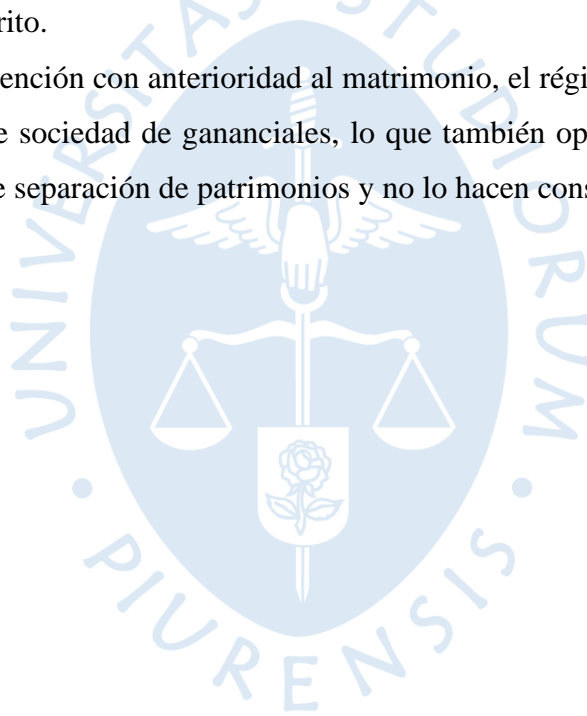 rito.
ención con anterioridad al matrimonio, el régi
e sociedad de gananciales, lo que también op
e separación de patrimonios y no lo hacen cons
UNIVERSITAS STUDIORUM
• PIURENSIS •